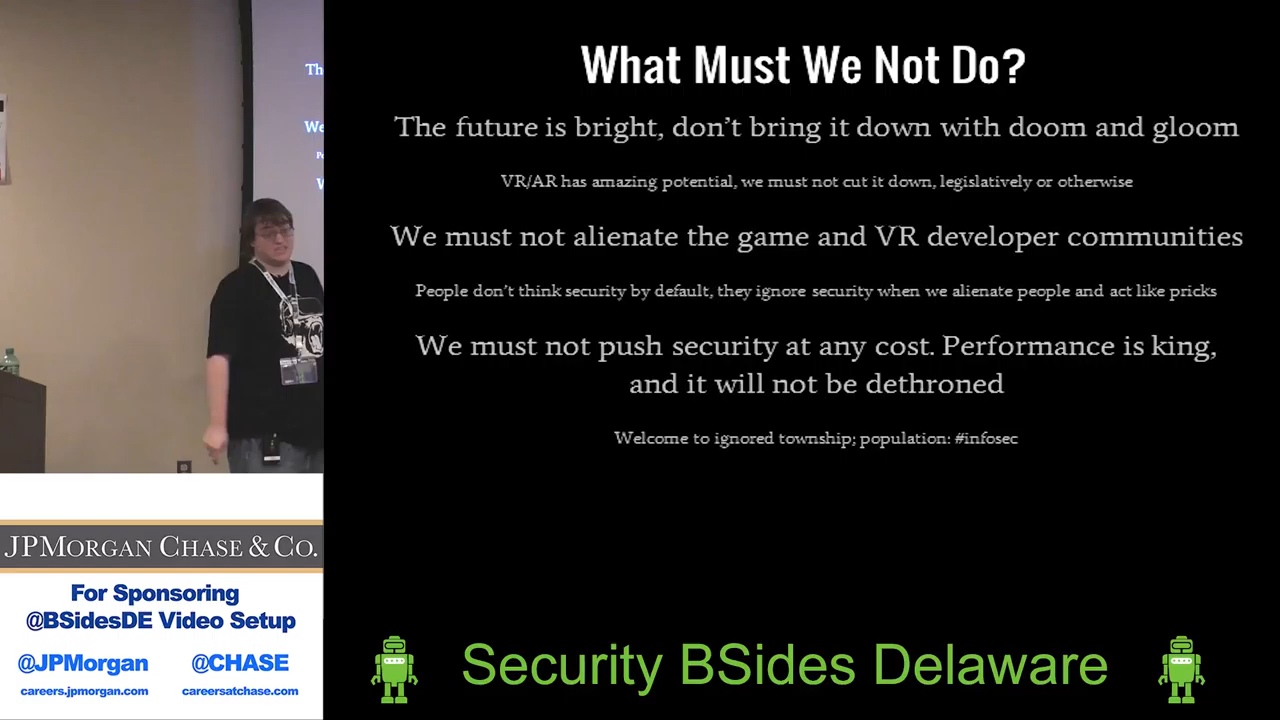 Th
We
What Must We Not Do?
The future is bright, don't bring it down with doom and gloom
VR/AR has amazing potential, we must not cut it down, legislatively or otherwise
We must not alienate the game and VR developer communities
People don't think security by default, they ignore security when we alienate people and act like pricks
We must not push security at any cost. Performance is king,
and it will not be dethroned
Welcome to ignored township; population: #infosec
JPMORGAN CHASE & CO.
For Sponsoring
@BSidesDE Video Setup
@JPMorgan @CHASE
careers.jpmorgan.com careersatchase.com
Security BSides Delaware